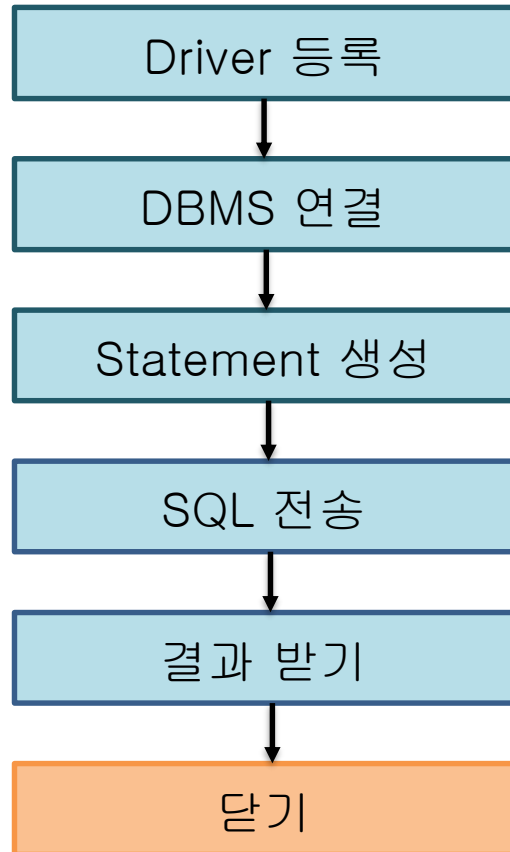 Driver 등록
DBMS 연결
Statement 생성
SQL 전송
결과 받기
닫기